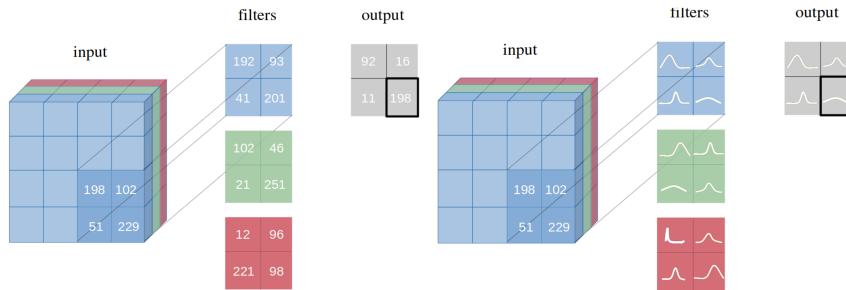 filters
output
input
192 93
41 201
92 16
11 198
198 102
51 229
102 46
21 251
12 96
221 98
filters
output
input
198 102
51 229